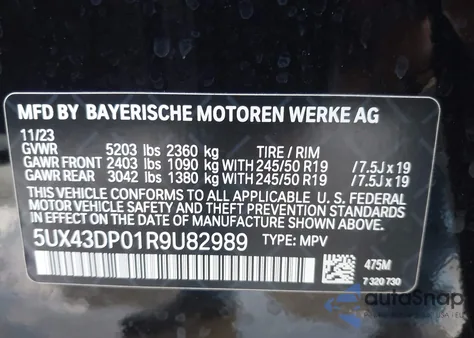 MFD BY BAYERISCHE MOTOREN WERKE AG
11/23
GVWR 5203 lbs 2360 kg TIRE / RIM
GAWR FRONT 2403 lbs 1090 kg WITH 245/50 R19 / 7.5J x 19
GAWR REAR 3042 lbs 1380 kg WITH 245/50 R19 / 7.5J x 19
THIS VEHICLE CONFORMS TO ALL APPLICABLE U. S. FEDERAL
MOTOR VEHICLE SAFETY, BUMPER, AND THEFT PREVENTION
STANDARDS IN EFFECT ON THE DATE OF MANUFACTURE SHOWN ABOVE.
5UX43DP01R9U82989 TYPE: MPV
475M
7 320 730
autoSnap